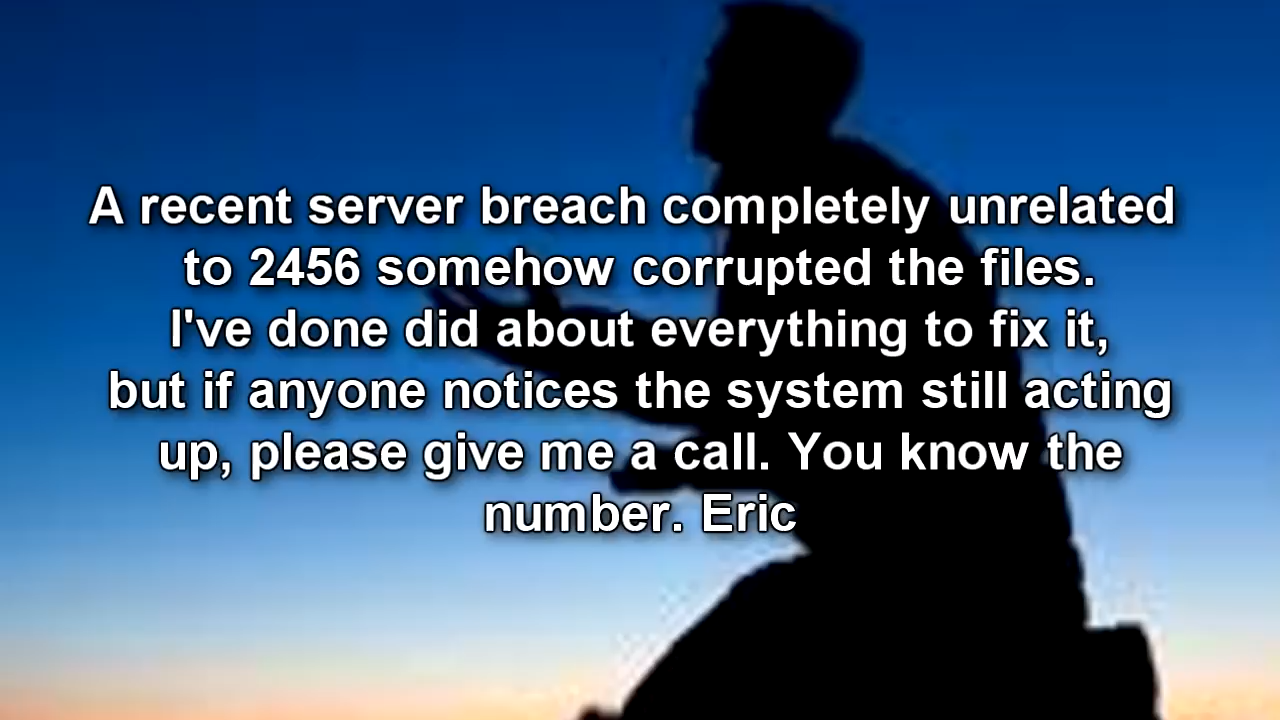 A recent server breach completely unrelated
to 2456 somehow corrupted the files.
I've done did about everything to fix it,
but if anyone notices the system still acting
up, please give me a call. You know the
number. Eric